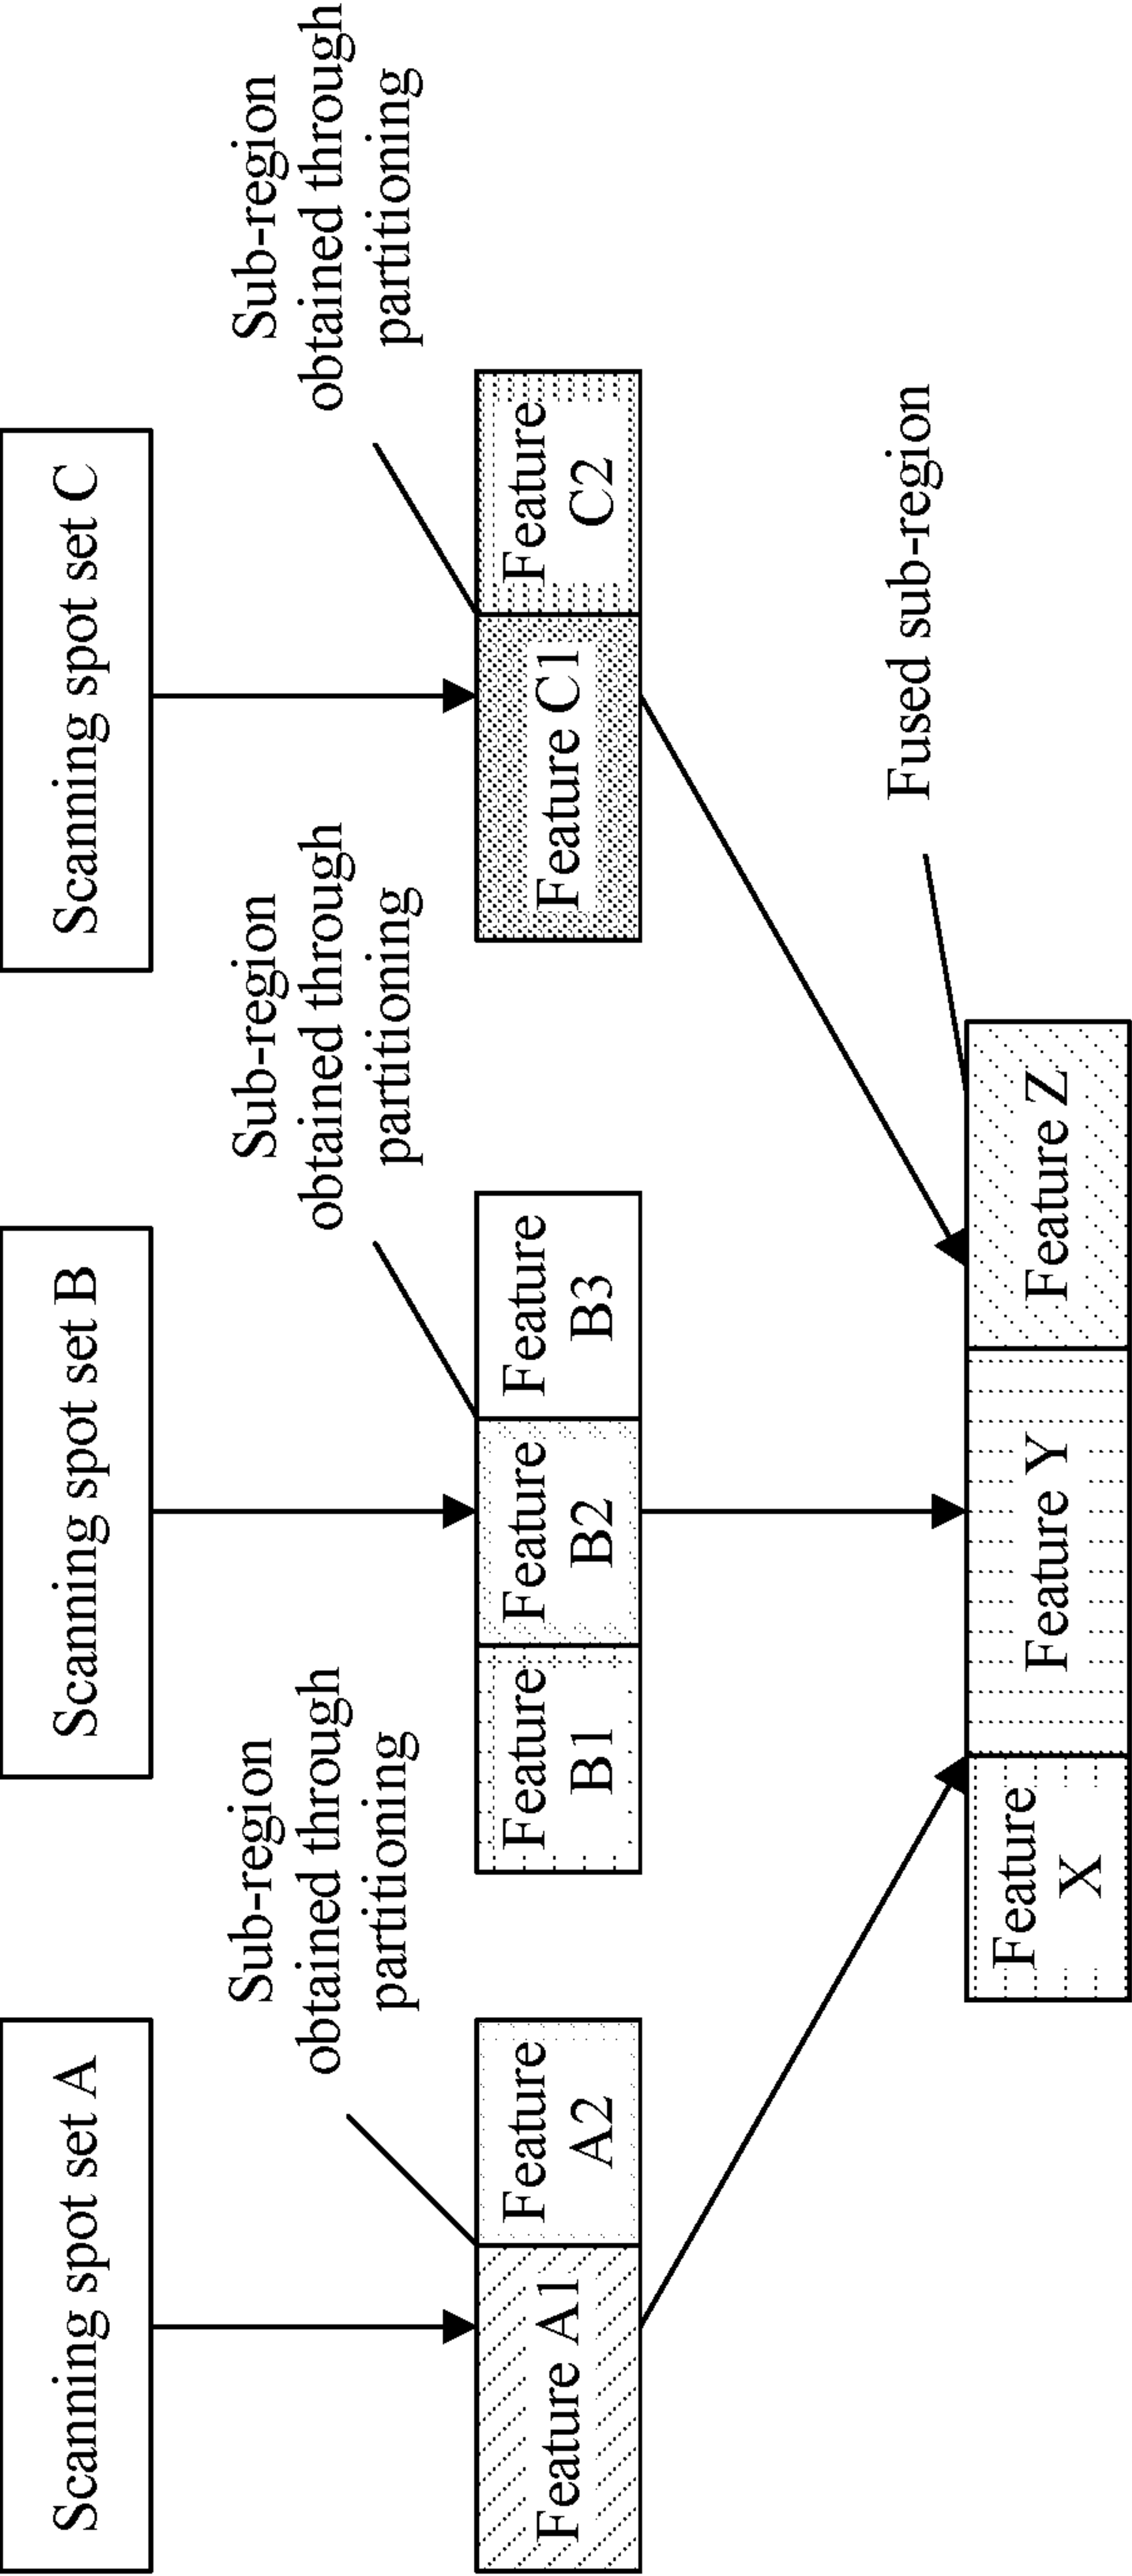 Scanning spot set A
Scanning spot set B
Scanning spot set C
Sub-region
obtained through
partitioning
Sub-region
obtained through
partitioning
Sub-region
obtained through
partitioning
Feature A1
Feature
A2
Feature
B1
Feature
B2
Feature
B3
Feature C1
Feature
C2
Fused sub-region
Feature
X
Feature Y
Feature Z